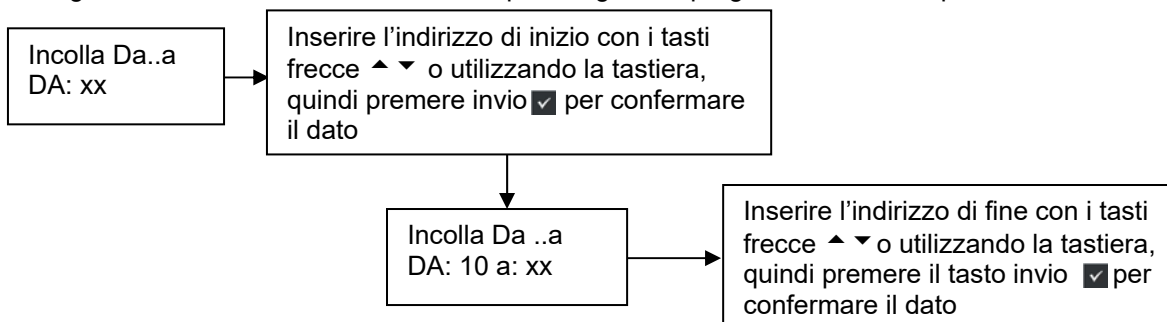 Incolla Da..a
DA: xx
Inserire l'indirizzo di inizio con i tasti
frecce ▲ ▼ o utilizzando la tastiera,
quindi premere invio ✓ per confermare
il dato
Incolla Da ..a
DA: 10 a: xx
Inserire l'indirizzo di fine con i tasti
frecce ▲ ▼ o utilizzando la tastiera,
quindi premere il tasto invio ✓ per
confermare il dato